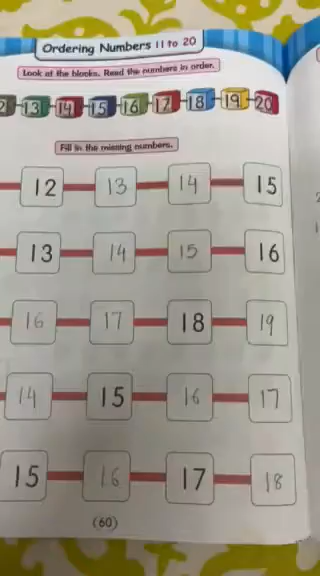 Ordering Numbers 11 to 20
Look at the blocks. Read the numbers in order.
13 14 15 16 17 18 19 20
Fill in the missing numbers.
12 13 14 15
13 14 15 16
16 17 18 19
14 15 16 17
15 16 17 18
(60)